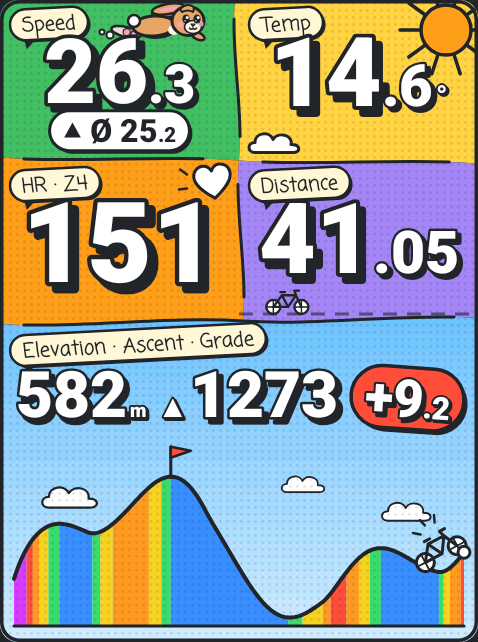 Speed
26.3
▲ Ø 25.2
Temp
14.6°
HR · Z4
151
Distance
41.05
Elevation · Ascent · Grade
582m ▲ 1273 +9.2